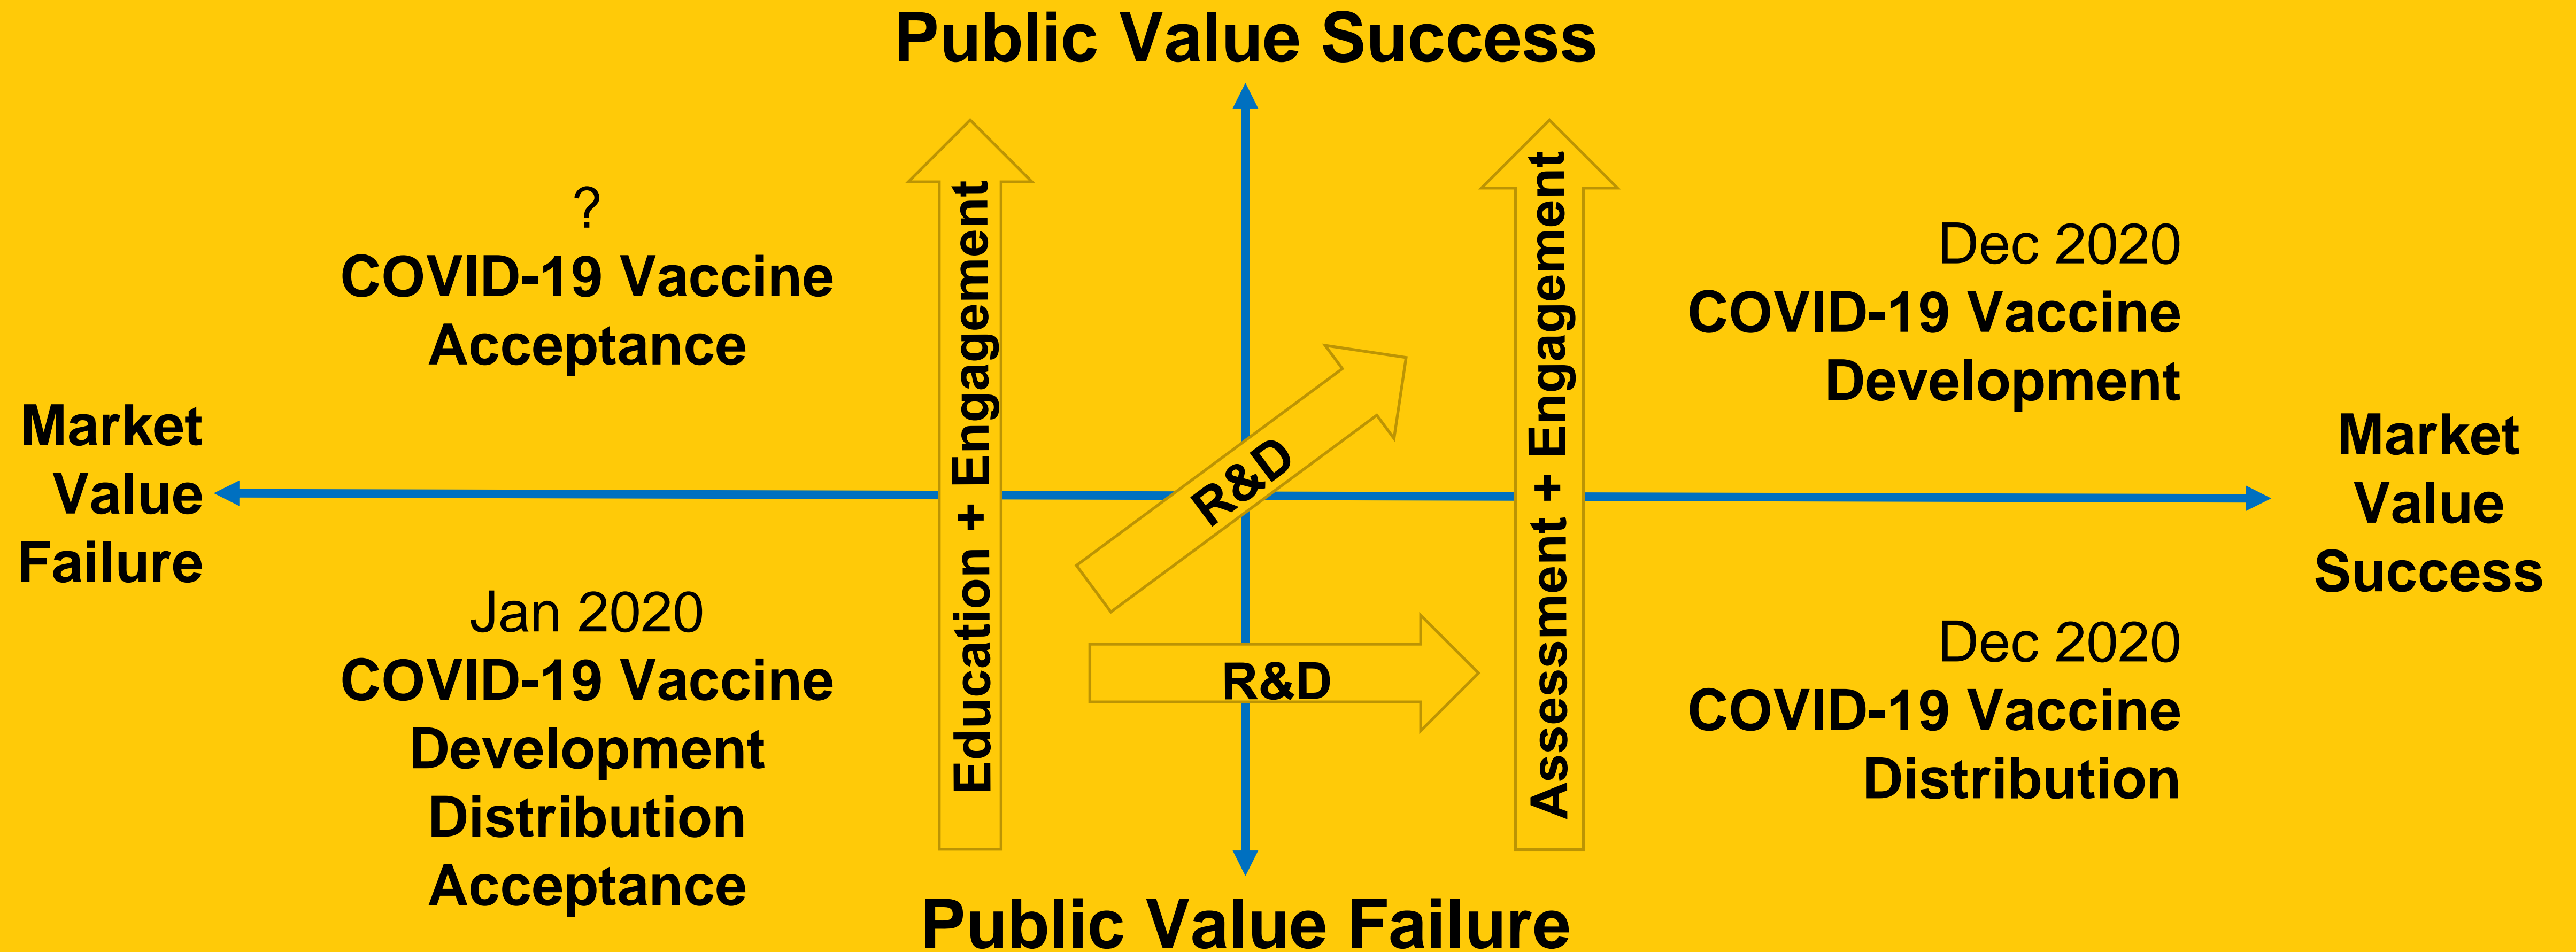 Public Value Success
?
COVID-19 Vaccine
Acceptance
Education + Engagement
Assessment + Engagement
Dec 2020
COVID-19 Vaccine
Development
Market
Value
Failure
R&D
Market
Value
Success
Jan 2020
COVID-19 Vaccine
Development
Distribution
Acceptance
R&D
Dec 2020
COVID-19 Vaccine
Distribution
Public Value Failure